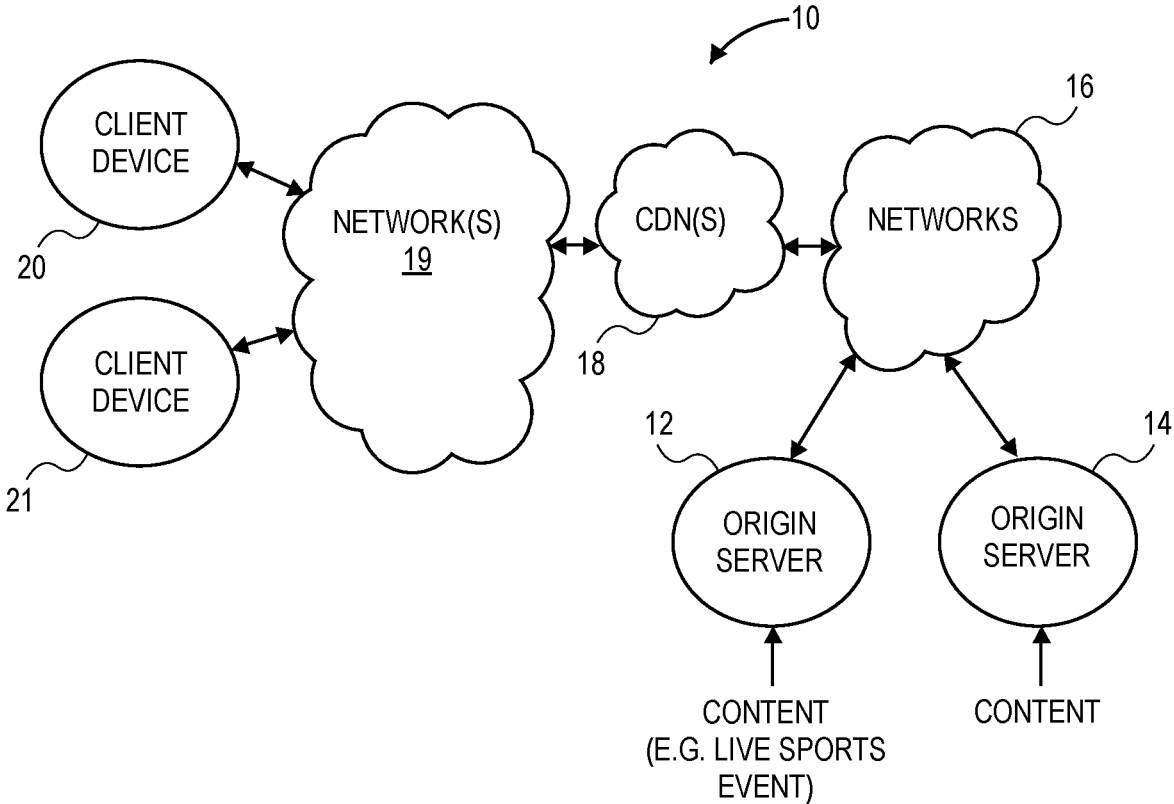 10
16
CLIENT
DEVICE
20
NETWORK(S)
19
CDN(S)
18
NETWORKS
CLIENT
DEVICE
21
12
14
ORIGIN
SERVER
ORIGIN
SERVER
CONTENT
(E.G. LIVE SPORTS
EVENT)
CONTENT